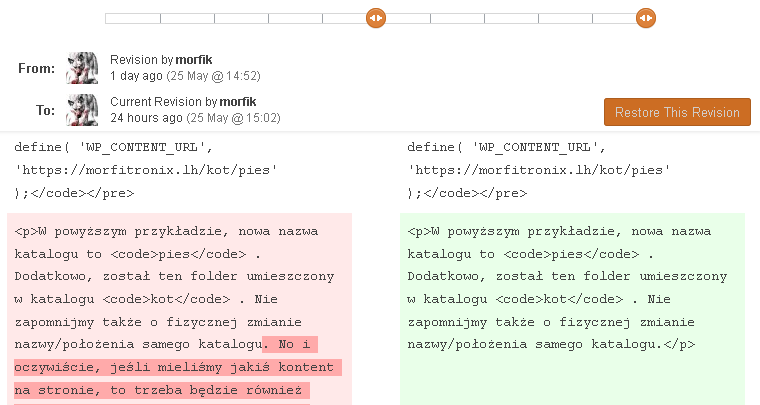 From:
Revision by morfik
1 day ago (25 May @ 14:52)
To:
Current Revision by morfik
24 hours ago (25 May @ 15:02)
Restore This Revision
define( 'WP_CONTENT_URL',
'https://morfitronix.lh/kot/pies'
);</code></pre>
<p>W powyższym przykładzie, nowa nazwa
katalogu to <code>pies</code> .
Dodatkowo, został ten folder umieszczony
w katalogu <code>kot</code> . Nie
zapomnijmy także o fizycznej zmianie
nazwy/położenia samego katalogu. No i
oczywiście, jeśli mieliśmy jakiś kontent
na stronie, to trzeba będzie również
define( 'WP_CONTENT_URL',
'https://morfitronix.lh/kot/pies'
);</code></pre>
<p>W powyższym przykładzie, nowa nazwa
katalogu to <code>pies</code> .
Dodatkowo, został ten folder umieszczony
w katalogu <code>kot</code> . Nie
zapomnijmy także o fizycznej zmianie
nazwy/położenia samego katalogu.</p>